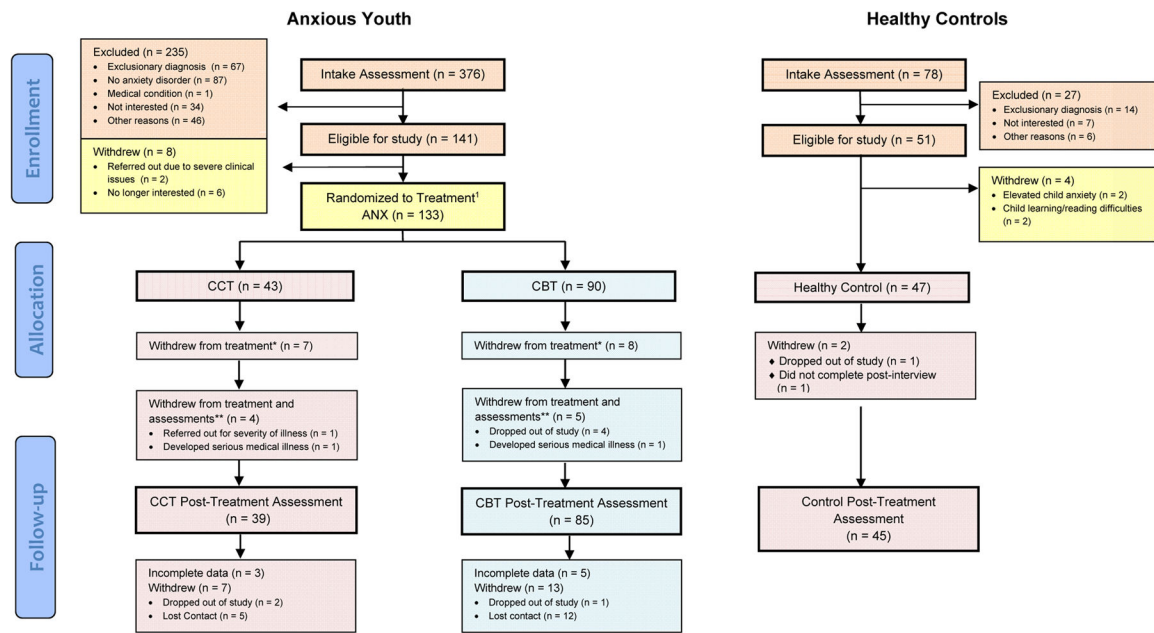 Anxious Youth
Healthy Controls
Enrollment
Excluded (n = 235)
• Exclusionary diagnosis (n = 67)
• No anxiety disorder (n = 87)
• Medical condition (n = 1)
• Not interested (n = 34)
• Other reasons (n = 46)
Intake Assessment (n = 376)
Eligible for study (n = 141)
Withdrew (n = 8)
• Referred out due to severe clinical
issues (n = 2)
• No longer interested (n = 6)
Randomized to Treatment¹
ANX (n = 133)
Intake Assessment (n = 78)
Excluded (n = 27)
• Exclusionary diagnosis (n = 14)
• Not interested (n = 7)
• Other reasons (n = 6)
Eligible for study (n = 51)
Withdrew (n = 4)
• Elevated child anxiety (n = 2)
• Child learning/reading difficulties
(n = 2)
Allocation
CCT (n = 43)
CBT (n = 90)
Healthy Control (n = 47)
Withdrew from treatment* (n = 7)
Withdrew from treatment* (n = 8)
Withdrew (n = 2)
♦ Dropped out of study (n = 1)
♦ Did not complete post-interview
(n = 1)
Follow-up
Withdrew from treatment and
assessments** (n = 4)
• Referred out for severity of illness (n = 1)
• Developed serious medical illness (n = 1)
Withdrew from treatment and
assessments** (n = 5)
• Dropped out of study (n = 4)
• Developed serious medical illness (n = 1)
CCT Post-Treatment Assessment
(n = 39)
CBT Post-Treatment Assessment
(n = 85)
Control Post-Treatment
Assessment
(n = 45)
Incomplete data (n = 3)
Withdrew (n = 7)
• Dropped out of study (n = 2)
• Lost Contact (n = 5)
Incomplete data (n = 5)
Withdrew (n = 13)
• Dropped out of study (n = 1)
• Lost contact (n = 12)